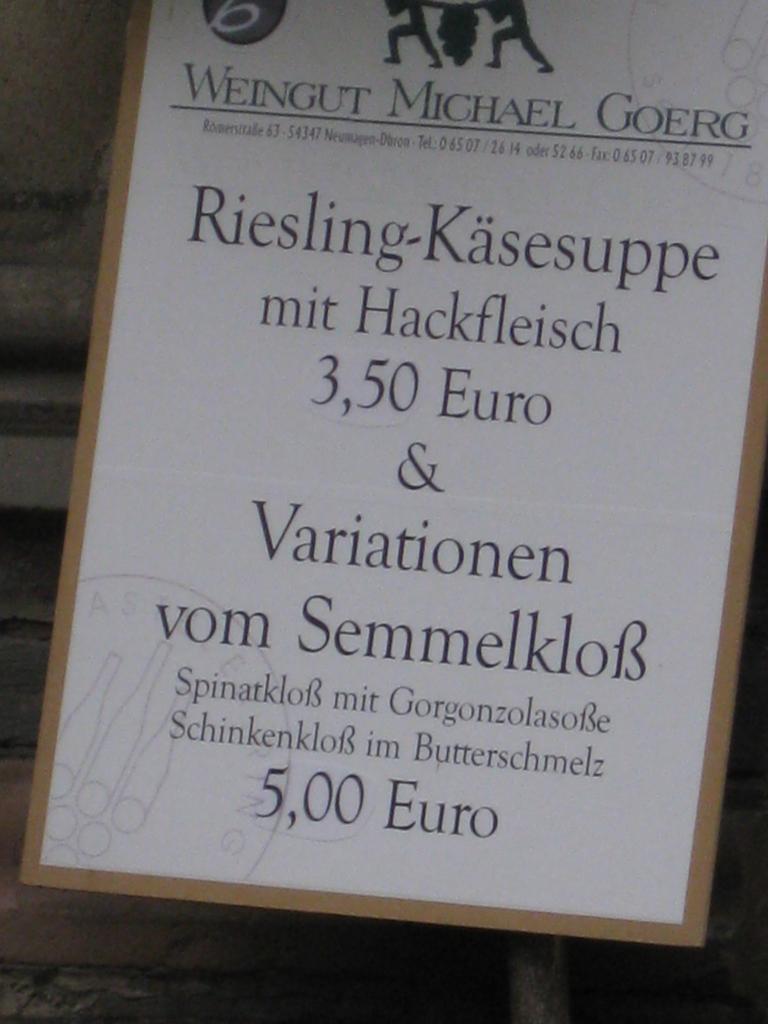 6
WEINGUT MICHAEL GOERG
Römerstraße 63 - 54347 Neumagen-Dhron - Tel.: 0 65 07 / 26 14 oder 52 66 - Fax: 0 65 07 / 93 87 99
Riesling-Käsesuppe
mit Hackfleisch
3,50 Euro
&
Variationen
vom Semmelkloß
Spinatkloß mit Gorgonzolasoße
Schinkenkloß im Butterschmelz
5,00 Euro